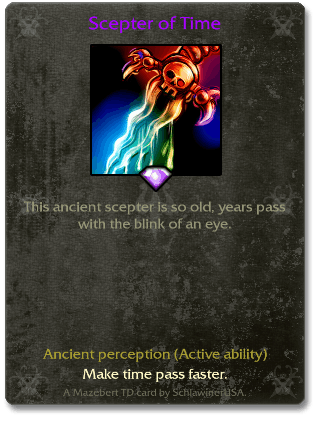 Scepter of Time
This ancient scepter is so old, years pass
with the blink of an eye.
Ancient perception (Active ability)
Make time pass faster.
A Mazebert TD card by SchlawinerUSA.